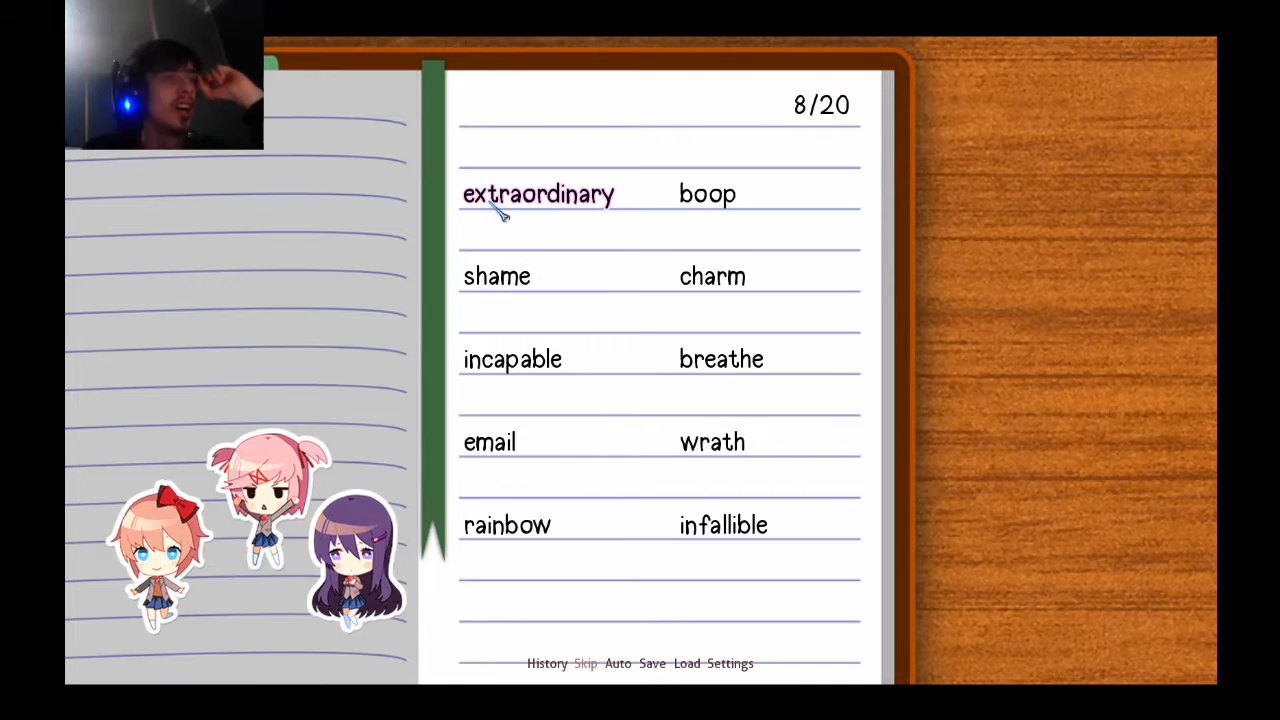 8/20
extraordinary boop
shame charm
incapable breathe
email wrath
rainbow infallible
History Skip Auto Save Load Settings